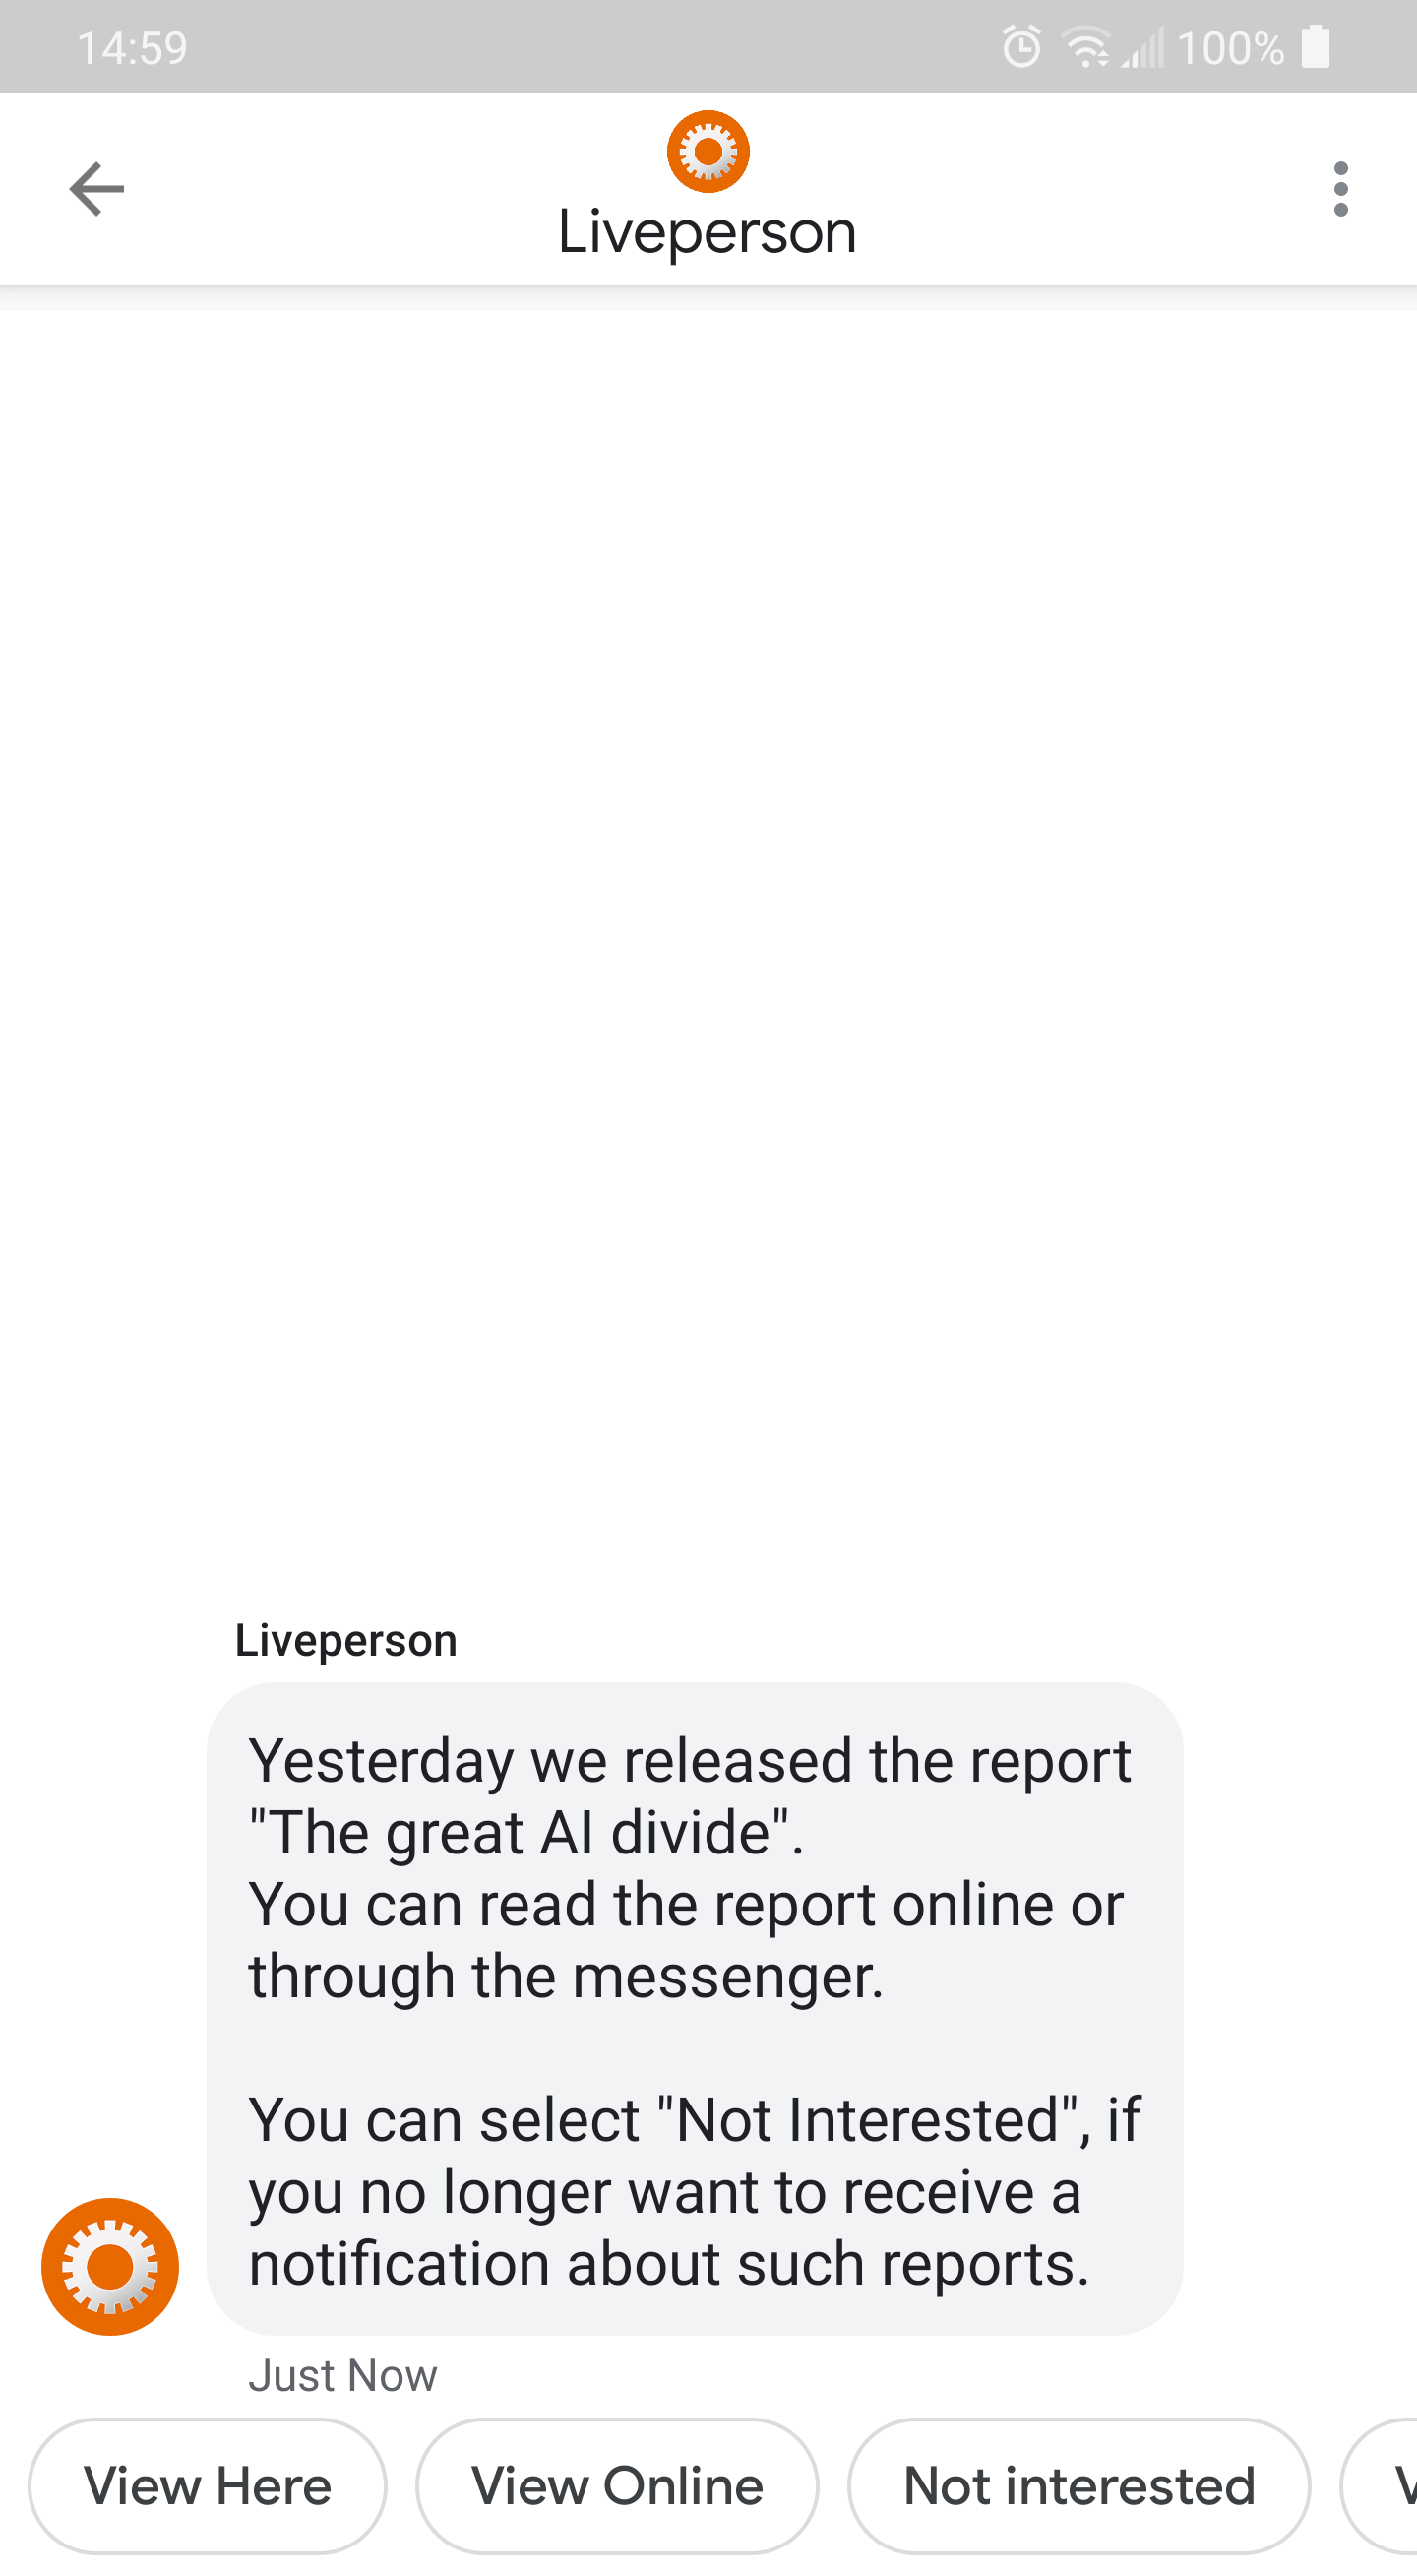 14:59
100%
Liveperson
Liveperson
Yesterday we released the report
"The great AI divide".
You can read the report online or
through the messenger.
You can select "Not Interested", if
you no longer want to receive a
notification about such reports.
Just Now
View Here
View Online
Not interested